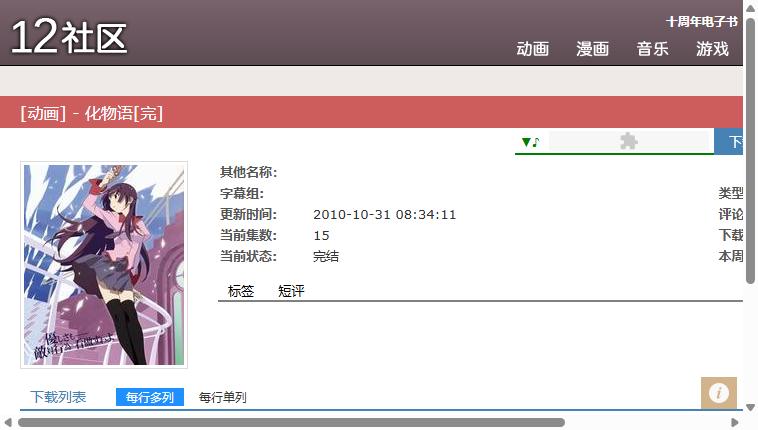 12社区
十周年电子书
动画 漫画 音乐 游戏
[动画] - 化物语[完]
▼♪
其他名称:
字幕组: 类型
更新时间: 2010-10-31 08:34:11 评论
当前集数: 15 下载
当前状态: 完结 本周
标签 短评
下载列表 每行多列 每行单列